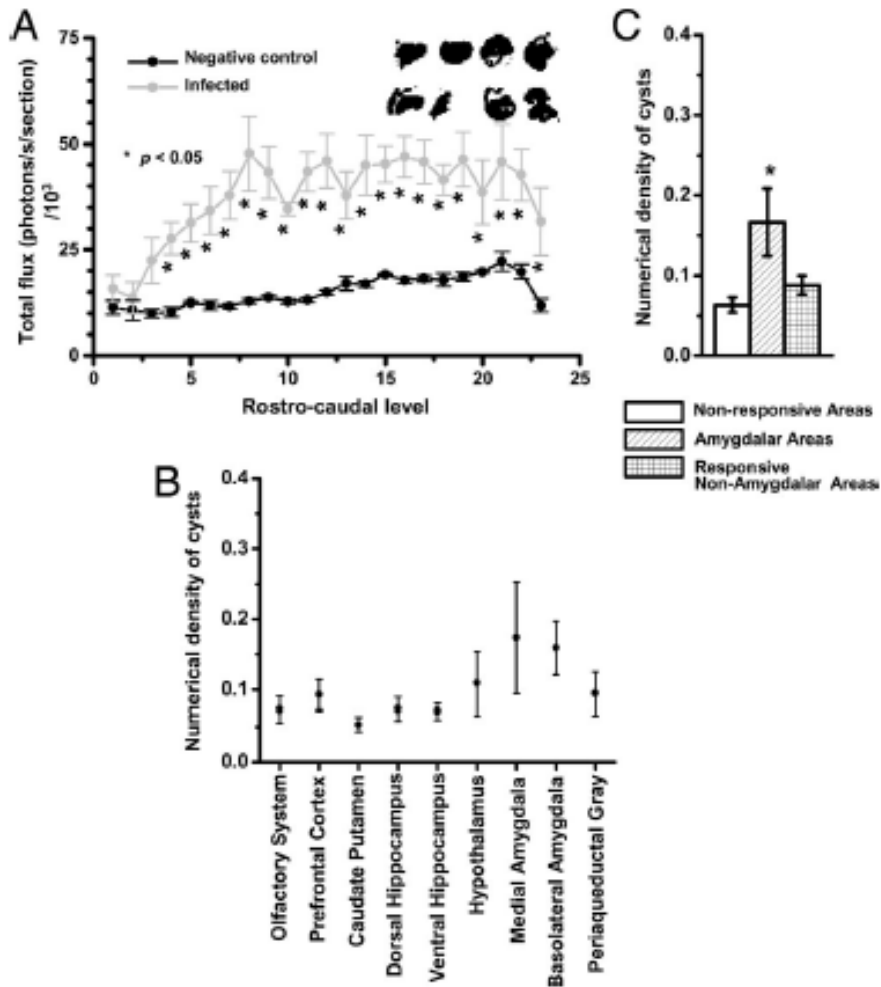 A
75
50
25
0
Total flux (photons/s/section)
/10³
Negative control
Infected
* p < 0.05
* * * * * * * * * * * * * * * * * * * *
0 5 10 15 20 25
Rostro-caudal level
C
0.4
0.3
0.2
0.1
0.0
Numerical density of cysts
*
Non-responsive Areas
Amygdalar Areas
Responsive
Non-Amygdalar Areas
B
0.4
0.3
0.2
0.1
0.0
Numerical density of cysts
Olfactory System
Prefrontal Cortex
Caudate Putamen
Dorsal Hippocampus
Ventral Hippocampus
Hypothalamus
Medial Amygdala
Basolateral Amygdala
Periaqueductal Gray